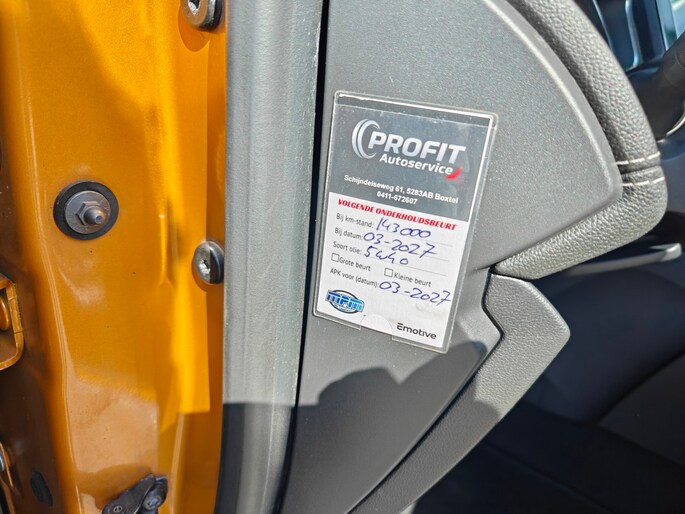 PROFIT
Autoservice
Schijndelseweg 61, 5283AB Boxtel
0411-672607
VOLGENDE ONDERHOUDSBEURT
Bij km-stand: 143000
Bij datum: 03-2027
Soort olie: 5w40
Grote beurt Kleine beurt
APK voor (datum): 03-2027
MPM
Emotive